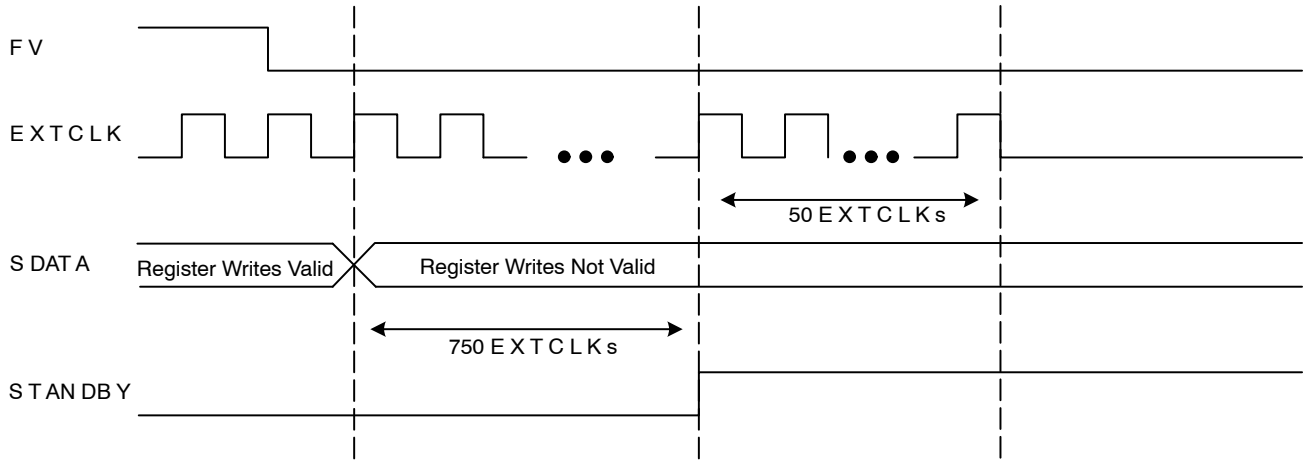 FV
EXTCLK
50 EXTCLKs
SDATA
Register Writes Valid
Register Writes Not Valid
750 EXTCLKs
STANDBY